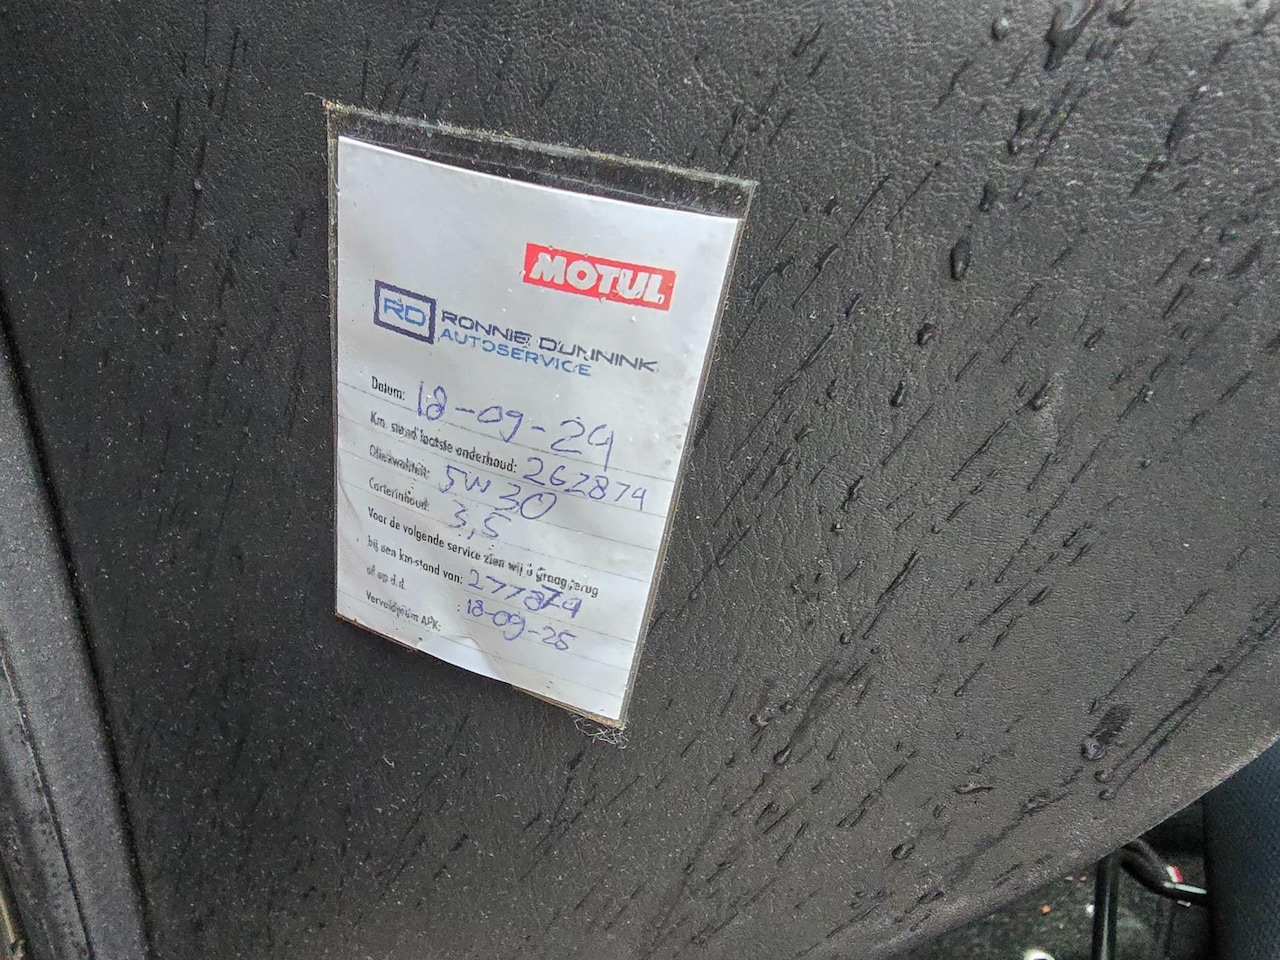 MOTUL
RD RONNIE DUNNINK
AUTOSERVICE
Datum: 18-09-24
Km. stand laatste onderhoud: 262874
Oliekwaliteit: 5W30
Carterinhoud: 3,5
Voor de volgende service zien wij u graag terug
bij een km-stand van: 277874
of op d.d. : 18-09-25
Vervaldatum APK: